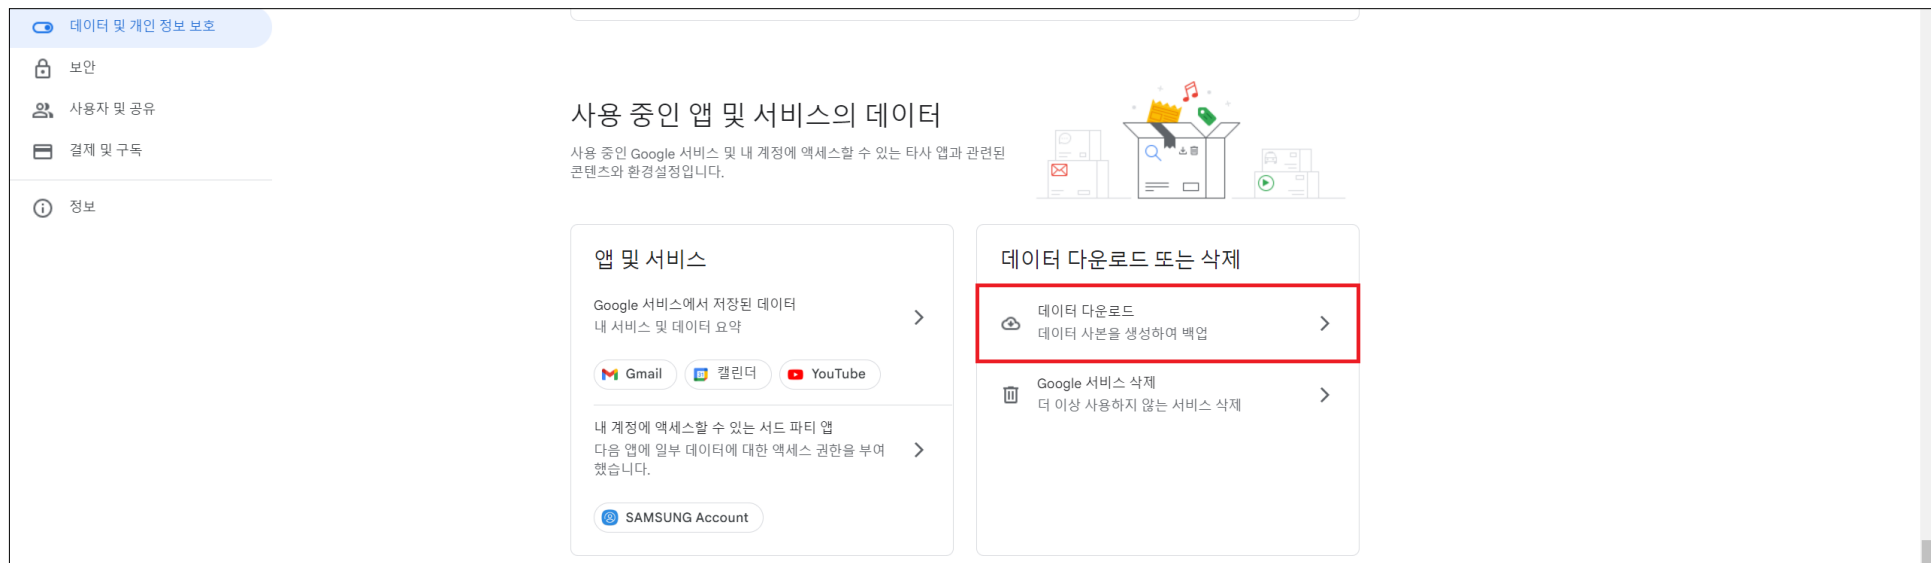 데이터 및 개인 정보 보호
보안
사용자 및 공유
결제 및 구독
정보
사용 중인 앱 및 서비스의 데이터
사용 중인 Google 서비스 및 내 계정에 액세스할 수 있는 타사 앱과 관련된
콘텐츠와 환경설정입니다.
앱 및 서비스
Google 서비스에서 저장된 데이터
내 서비스 및 데이터 요약
Gmail
캘린더
YouTube
내 계정에 액세스할 수 있는 서드 파티 앱
다음 앱에 일부 데이터에 대한 액세스 권한을 부여
했습니다.
SAMSUNG Account
데이터 다운로드 또는 삭제
데이터 다운로드
데이터 사본을 생성하여 백업
Google 서비스 삭제
더 이상 사용하지 않는 서비스 삭제